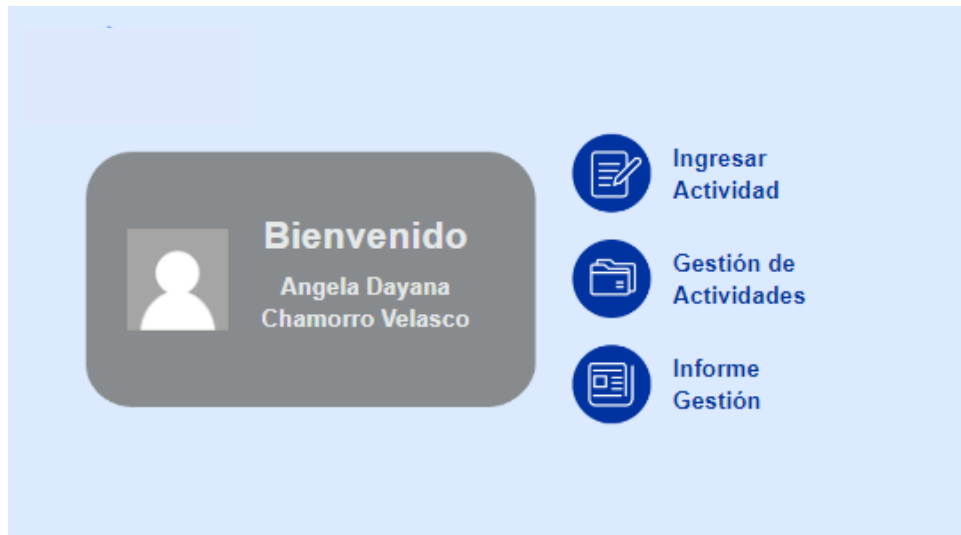 Bienvenido
Angela Dayana
Chamorro Velasco
Ingresar
Actividad
Gestión de
Actividades
Informe
Gestión